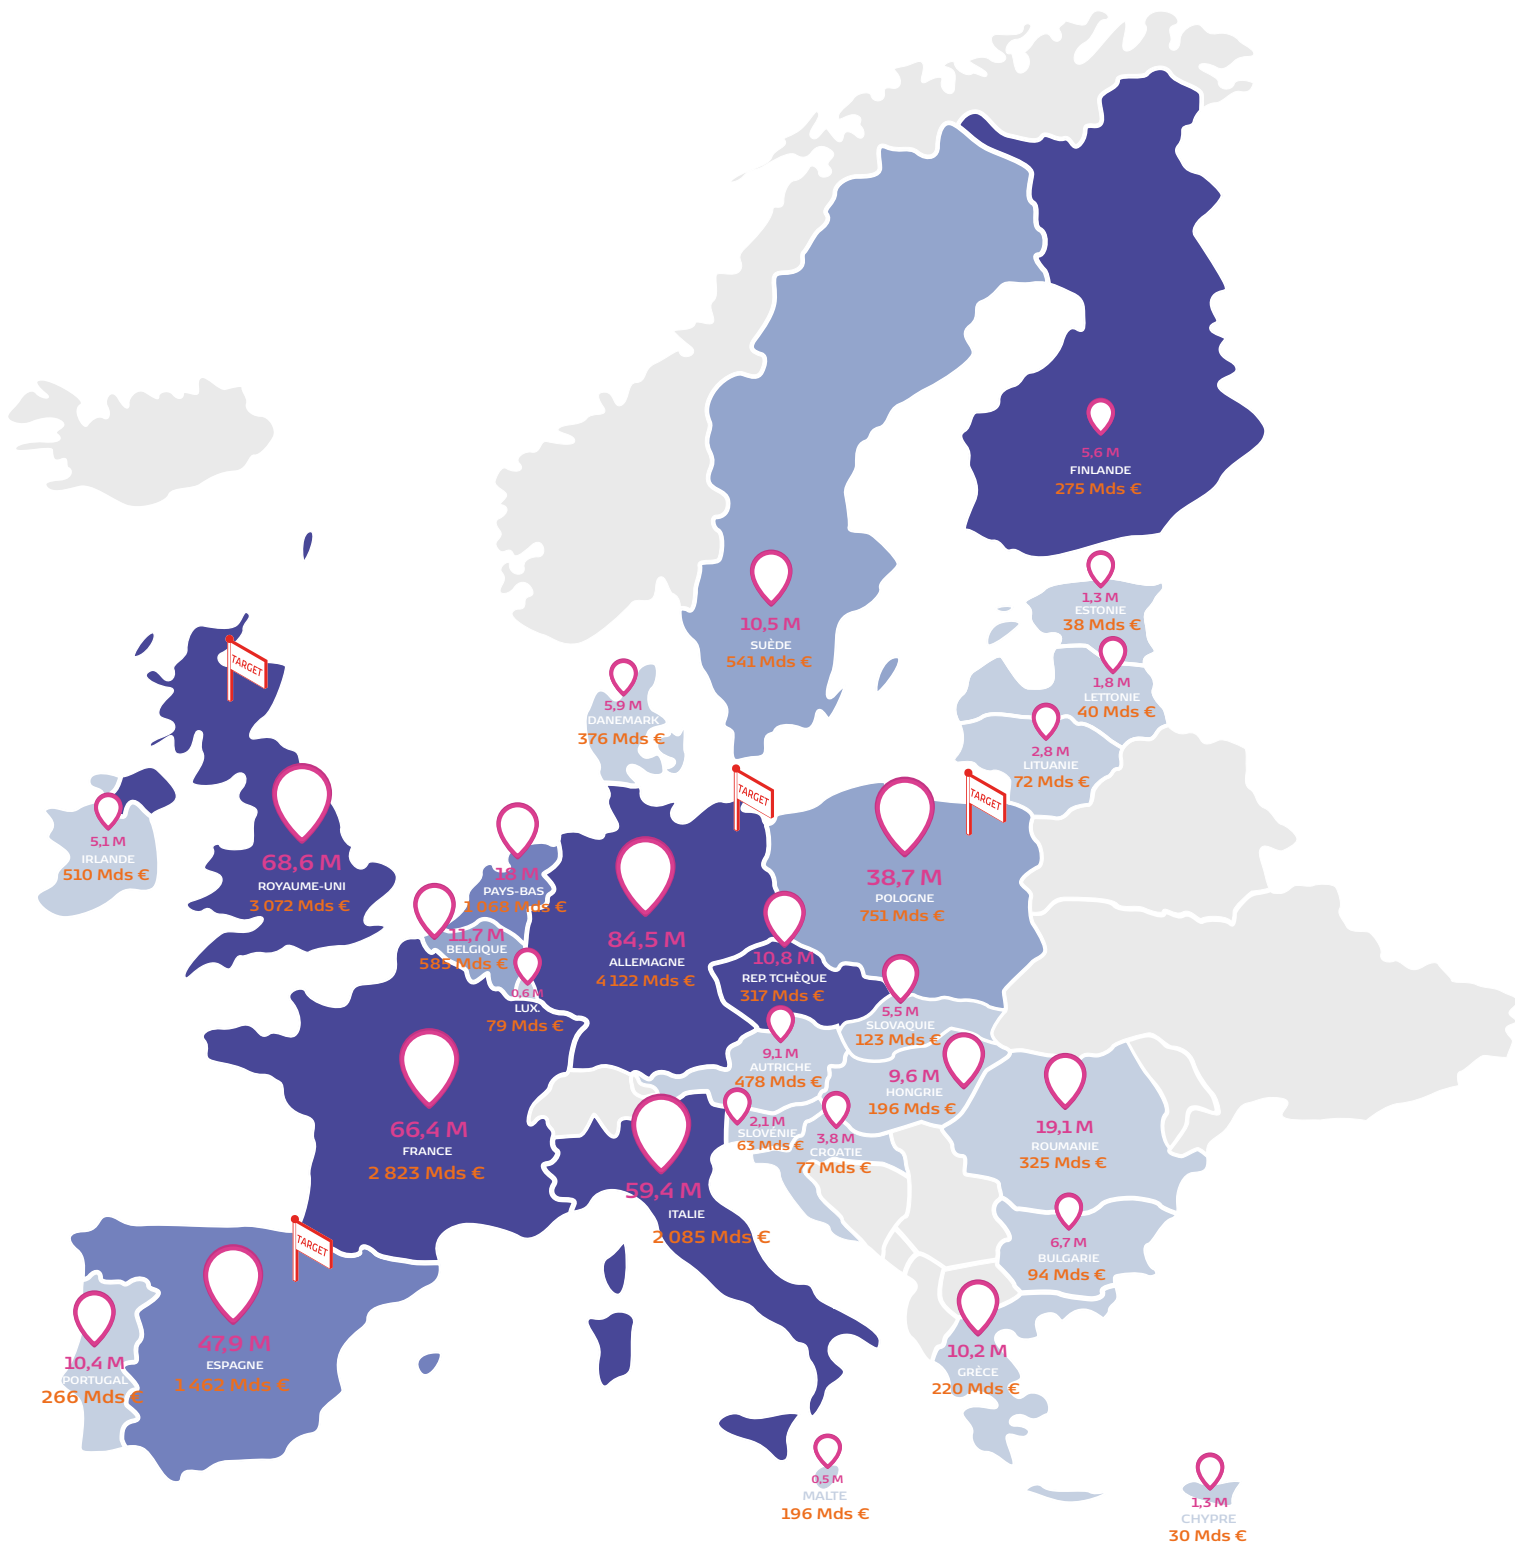 5,6 M
FINLANDE
275 Mds €
1,3 M
ESTONIE
38 Mds €
10,5 M
SUÈDE
541 Mds €
TARGET
1,8 M
LETTONIE
40 Mds €
5,9 M
DANEMARK
376 Mds €
2,8 M
LITUANIE
72 Mds €
TARGET
TARGET
5,1 M
IRLANDE
510 Mds €
68,6 M
ROYAUME-UNI
3 072 Mds €
18 M
PAYS-BAS
1 068 Mds €
38,7 M
POLOGNE
751 Mds €
11,7 M
BELGIQUE
585 Mds €
84,5 M
ALLEMAGNE
4 122 Mds €
10,8 M
REP. TCHÈQUE
317 Mds €
0,6 M
LUX.
79 Mds €
5,5 M
SLOVAQUIE
123 Mds €
9,1 M
AUTRICHE
478 Mds €
9,6 M
HONGRIE
196 Mds €
66,4 M
FRANCE
2 823 Mds €
2,1 M
SLOVÉNIE
63 Mds €
3,8 M
CROATIE
77 Mds €
19,1 M
ROUMANIE
325 Mds €
59,4 M
ITALIE
2 085 Mds €
TARGET
6,7 M
BULGARIE
94 Mds €
47,9 M
ESPAGNE
1 462 Mds €
10,4 M
PORTUGAL
266 Mds €
10,2 M
GRÈCE
220 Mds €
0,5 M
MALTE
196 Mds €
1,3 M
CHYPRE
30 Mds €